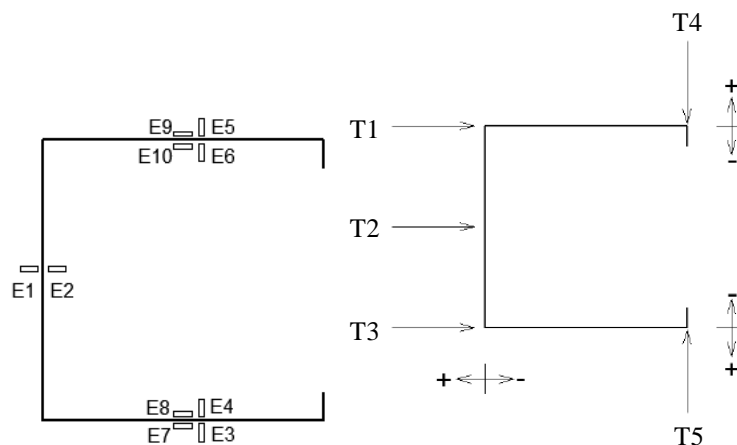 T4
+
E9 E5
T1
E10 E6
-
T2
E1 E2
-
T3
E8 E4
+ -
+
E7 E3
T5